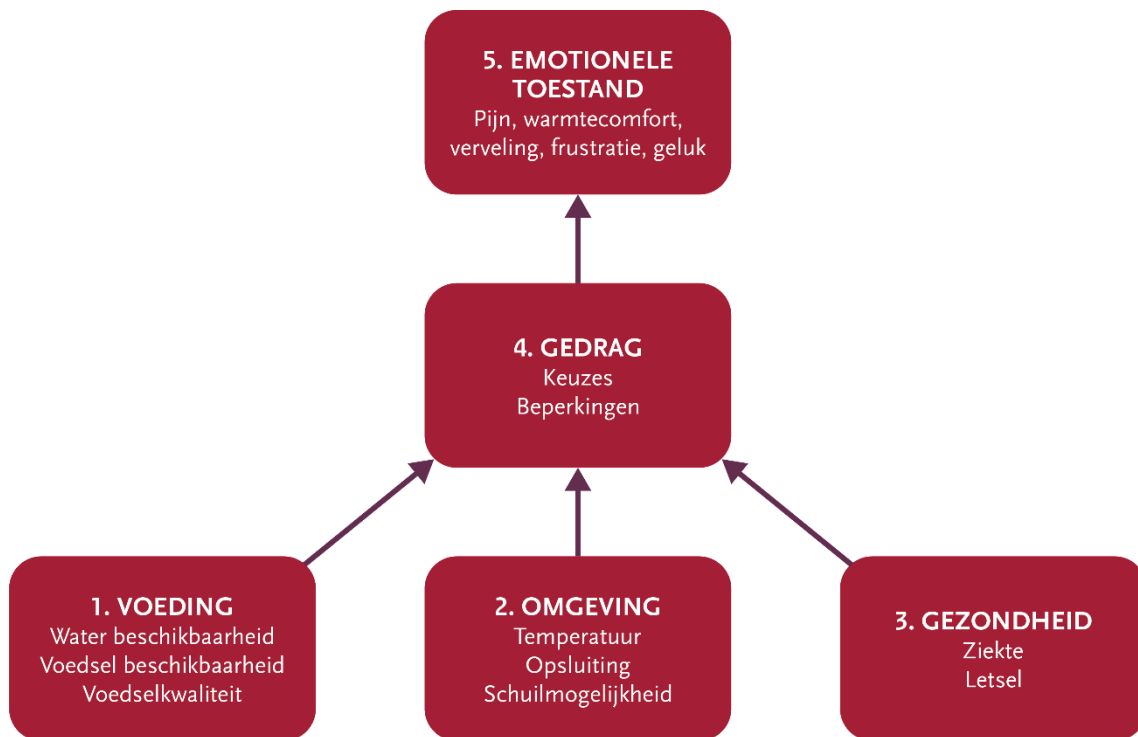 5. EMOTIONELE
TOESTAND
Pijn, warmtecomfort,
verveling, frustratie, geluk
4. GEDRAG
Keuzes
Beperkingen
1. VOEDING
Water beschikbaarheid
Voedsel beschikbaarheid
Voedselkwaliteit
2. OMGEVING
Temperatuur
Opsluiting
Schuilmogelijkheid
3. GEZONDHEID
Ziekte
Letsel